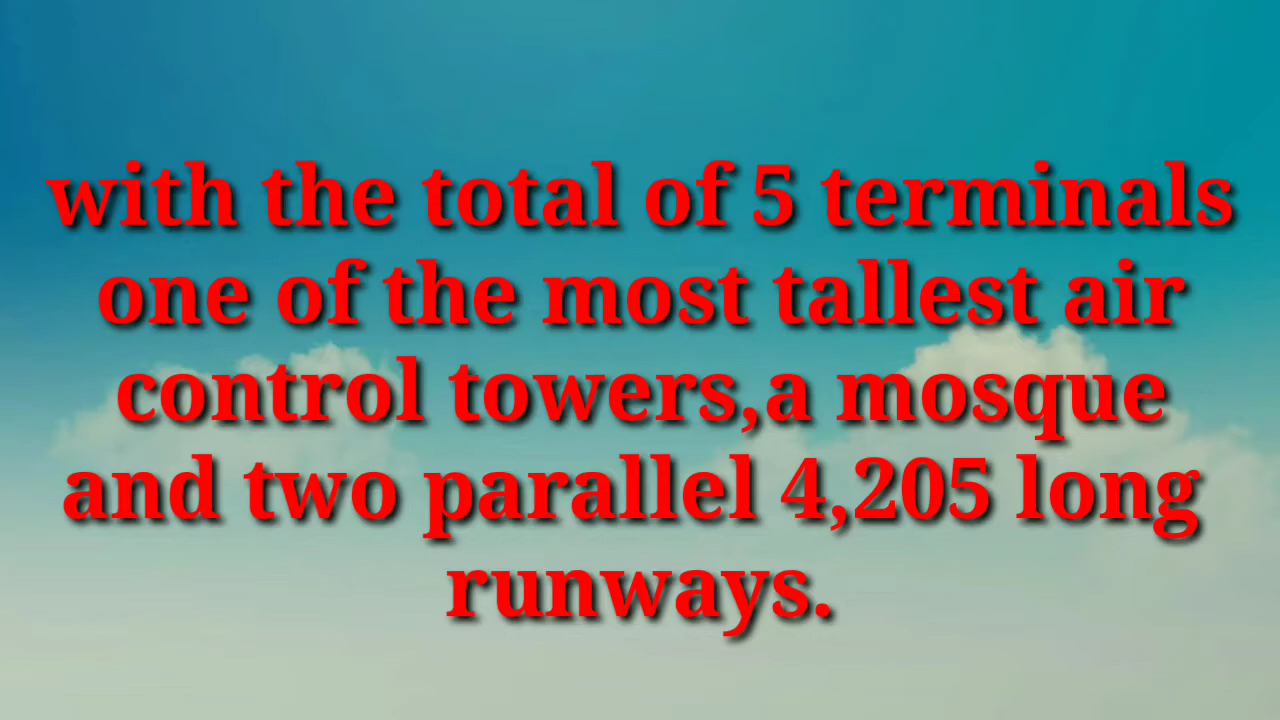 with the total of 5 terminals
one of the most tallest air
control towers,a mosque
and two parallel 4,205 long
runways.